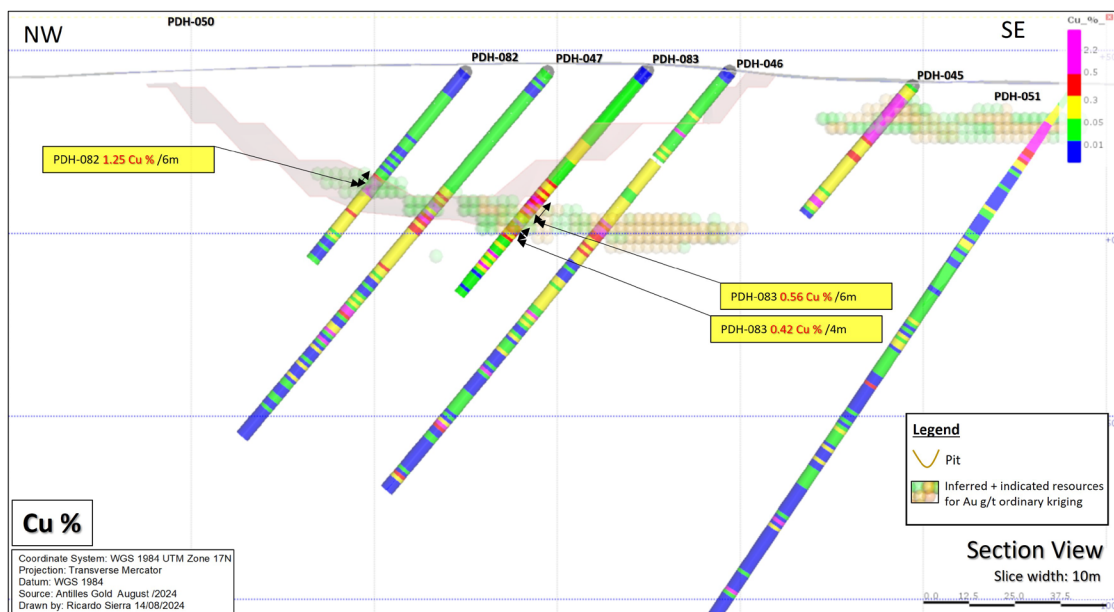 PDH-050
NW
SE
Cu_%_
PDH-082
PDH-047
PDH-083
PDH-046
PDH-045
PDH-051
2.2
0.5
0.3
0.05
0.01
PDH-082 1.25 Cu % /6m
PDH-083 0.56 Cu % /6m
PDH-083 0.42 Cu % /4m
Legend
Pit
Inferred + indicated resources
for Au g/t ordinary kriging
Cu %
Coordinate System: WGS 1984 UTM Zone 17N
Projection: Transverse Mercator
Datum: WGS 1984
Source: Antilles Gold August /2024
Drawn by: Ricardo Sierra 14/08/2024
Section View
Slice width: 10m
0.0 12.5 25.0 37.5